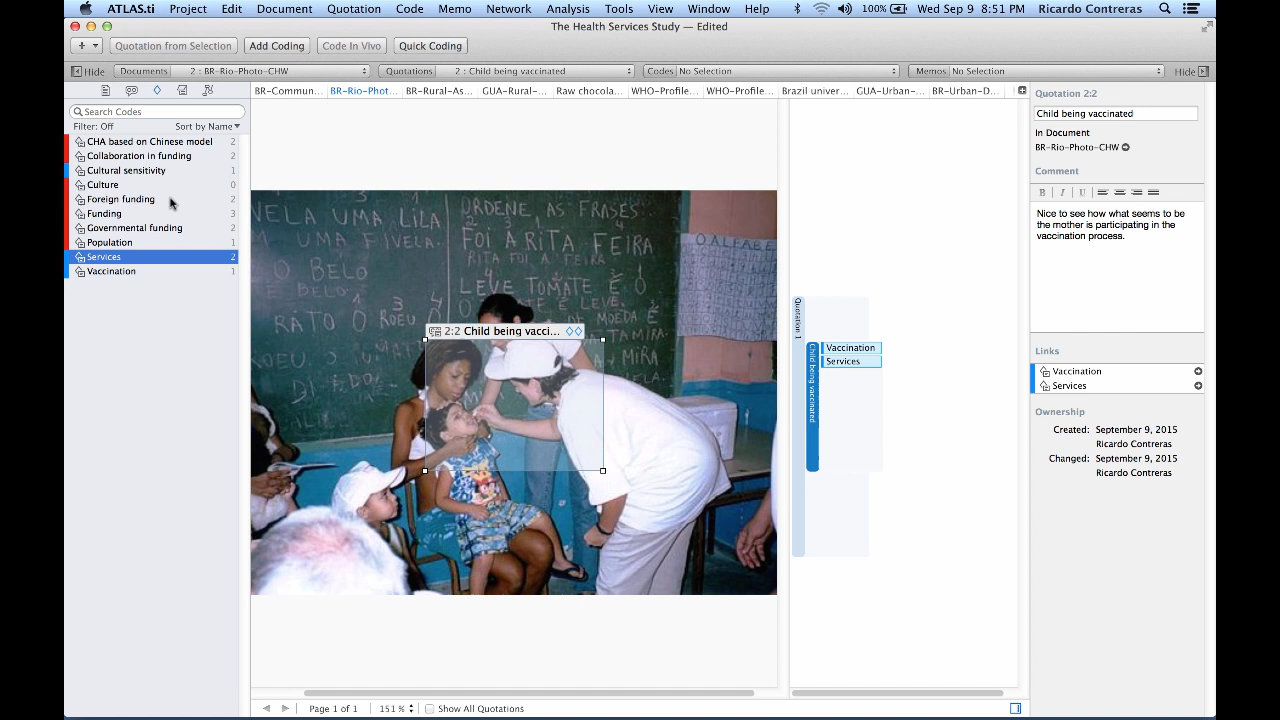 ATLAS.ti Project Edit Document Quotation Code Memo Network Analysis Tools View Window Help 100% Wed Sep 9 8:51 PM Ricardo Contreras
The Health Services Study — Edited
+ Quotation from Selection Add Coding Code In Vivo Quick Coding
Hide Documents 2 : BR-Rio-Photo-CHW Quotations 2 : Child being vaccinated Codes No Selection Memos No Selection Hide
BR-Commun... BR-Rio-Phot... BR-Rural-As... GUA-Rural-... Raw chocola... WHO-Profile... WHO-Profile... Brazil univer... GUA-Urban-... BR-Urban-D...
Search Codes
Filter: Off Sort by Name
CHA based on Chinese model 2
Collaboration in funding 2
Cultural sensitivity 1
Culture 0
Foreign funding 2
Funding 3
Governmental funding 2
Population 1
Services 2
Vaccination 1
VELA UMA LILA
UMA FIVELA.
O BELO
RATO O ROEU
ORDENE AS FRASES:
FOI A RITA FEIRA
RITA FOI A FEIRA
LEVE TOMATE E O
O TOMATE É LEVE.
2:2 Child being vacci...
Quotation 1
Child being vaccinated
Vaccination
Services
Quotation 2:2
Child being vaccinated
In Document
BR-Rio-Photo-CHW
Comment
B I U
Nice to see how what seems to be
the mother is participating in the
vaccination process.
Links
Vaccination
Services
Ownership
Created: September 9, 2015
Ricardo Contreras
Changed: September 9, 2015
Ricardo Contreras
Page 1 of 1 151 % Show All Quotations